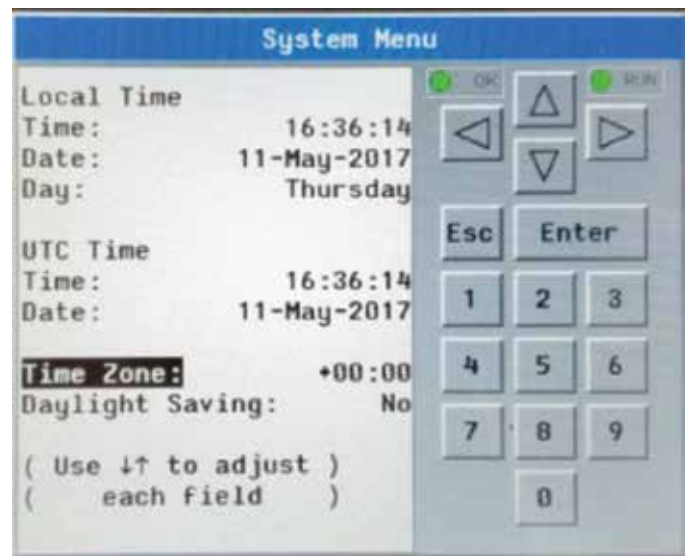 System Menu
Local Time
Time: 16:36:14
Date: 11-May-2017
Day: Thursday
UTC Time
Time: 16:36:14
Date: 11-May-2017
Time Zone: +00:00
Daylight Saving: No
( Use ↓↑ to adjust )
( each field )
OK
RUN
Esc Enter
1 2 3
4 5 6
7 8 9
0